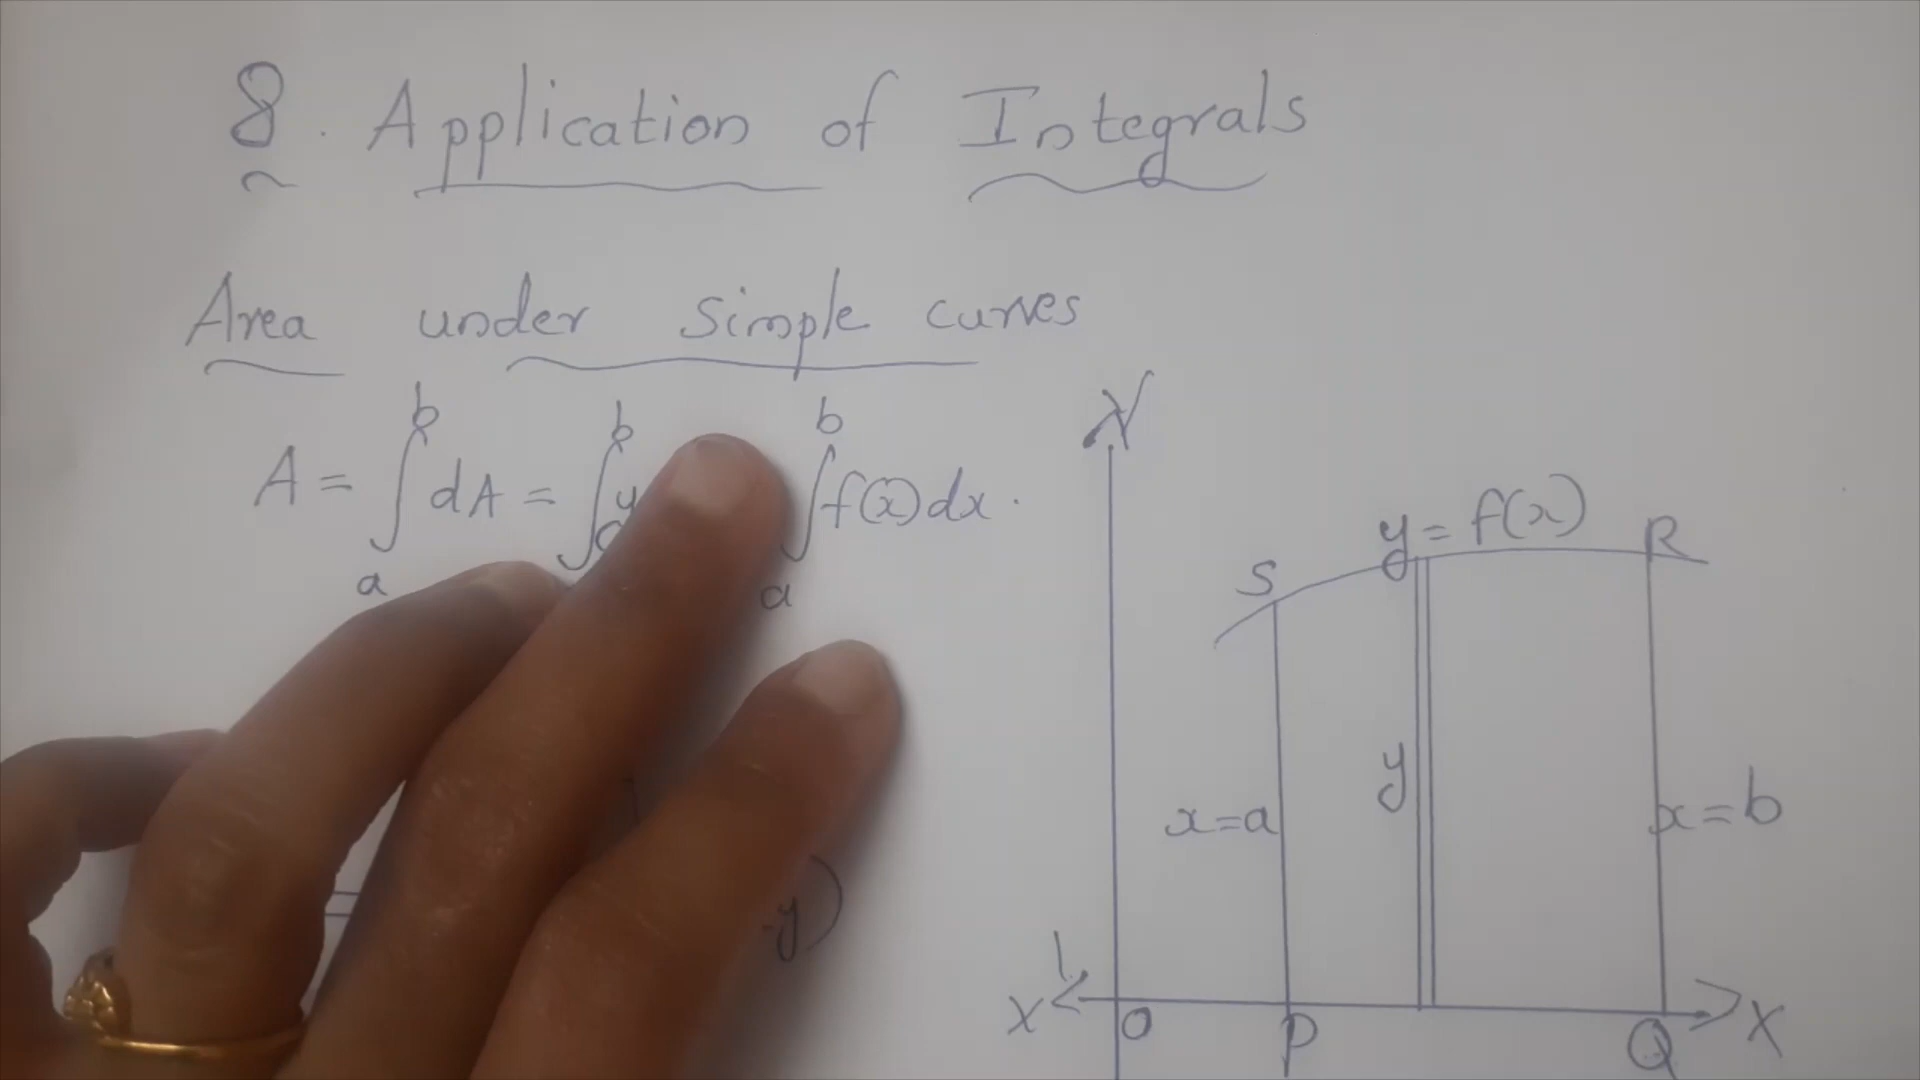 8. Application of Integrals
Area under simple curves
A = ∫ₐᵇ dA = ∫ᵇ y ∫ₐᵇ f(x) dx.
Y
y = f(x)
S
R
y
x=a
x=b
X'
O
P
Q
X
y)